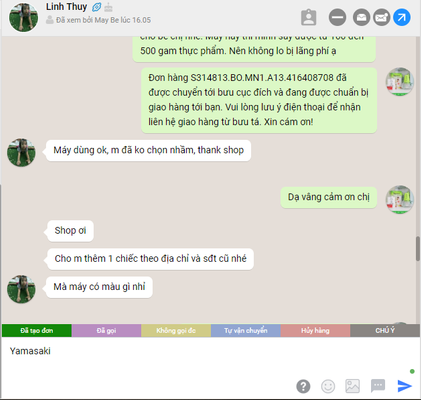 Linh Thuy
Đã xem bởi May Be lúc 16.05
500 gam thực phẩm. Nên không lo bị lãng phí ạ
Đơn hàng S314813.BO.MN1.A13.416408708 đã
được chuyển tới bưu cục đích và đang được chuẩn bị
giao hàng tới bạn. Vui lòng lưu ý điện thoại để nhận
liên hệ giao hàng từ bưu tá. Xin cám ơn!
Máy dùng ok, m đã ko chọn nhầm, thank shop
Dạ vâng cảm ơn chị
Shop ơi
Cho m thêm 1 chiếc theo địa chỉ và sđt cũ nhé
Mà máy có màu gì nhỉ
Đã tạo đơn
Đã gọi
Không gọi đc
Tư vận chuyển
Hủy hàng
CHÚ Ý
Yamasaki